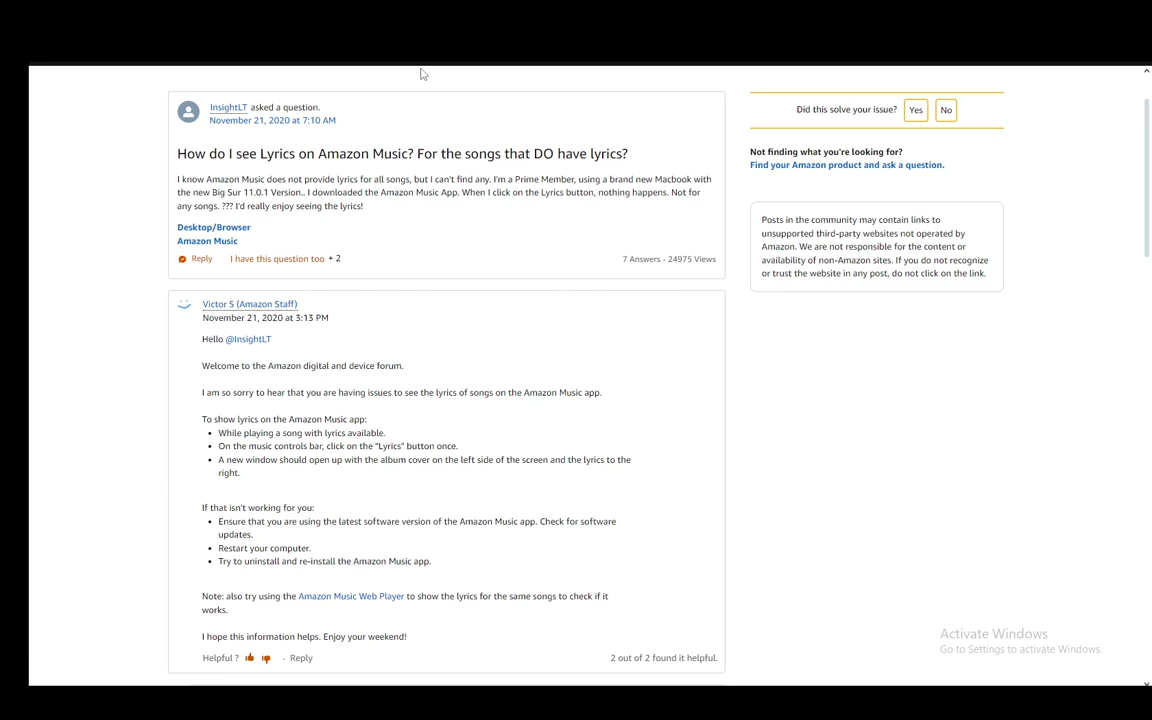 InsightLT asked a question.
November 21, 2020 at 7:10 AM
How do I see Lyrics on Amazon Music? For the songs that DO have lyrics?
I know Amazon Music does not provide lyrics for all songs, but I can't find any. I'm a Prime Member, using a brand new Macbook with
the new Big Sur 11.0.1 Version.. I downloaded the Amazon Music App. When I click on the Lyrics button, nothing happens. Not for
any songs. ??? I'd really enjoy seeing the lyrics!
Desktop/Browser
Amazon Music
Reply I have this question too + 2 7 Answers · 24975 Views
Victor S (Amazon Staff)
November 21, 2020 at 3:13 PM
Hello @InsightLT
Welcome to the Amazon digital and device forum.
I am so sorry to hear that you are having issues to see the lyrics of songs on the Amazon Music app.
To show lyrics on the Amazon Music app:
• While playing a song with lyrics available.
• On the music controls bar, click on the "Lyrics" button once.
• A new window should open up with the album cover on the left side of the screen and the lyrics to the
right.
If that isn't working for you:
• Ensure that you are using the latest software version of the Amazon Music app. Check for software
updates.
• Restart your computer.
• Try to uninstall and re-install the Amazon Music app.
Note: also try using the Amazon Music Web Player to show the lyrics for the same songs to check if it
works.
I hope this information helps. Enjoy your weekend!
Helpful ? · Reply 2 out of 2 found it helpful.
Did this solve your issue? Yes No
Not finding what you're looking for?
Find your Amazon product and ask a question.
Posts in the community may contain links to
unsupported third-party websites not operated by
Amazon. We are not responsible for the content or
availability of non-Amazon sites. If you do not recognize
or trust the website in any post, do not click on the link.
Activate Windows
Go to Settings to activate Windows.